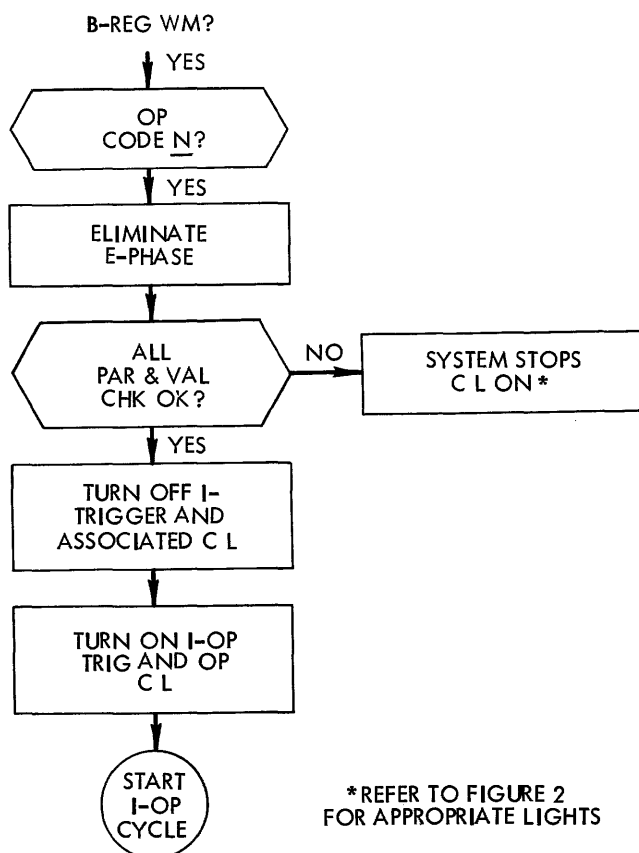 B-REG WM?
YES
OP
CODE N?
YES
ELIMINATE
E-PHASE
ALL
PAR & VAL
CHK OK?
NO
SYSTEM STOPS
C L ON*
YES
TURN OFF I-
TRIGGER AND
ASSOCIATED C L
TURN ON I-OP
TRIG AND OP
C L
START
I-OP
CYCLE
*REFER TO FIGURE 2
FOR APPROPRIATE LIGHTS